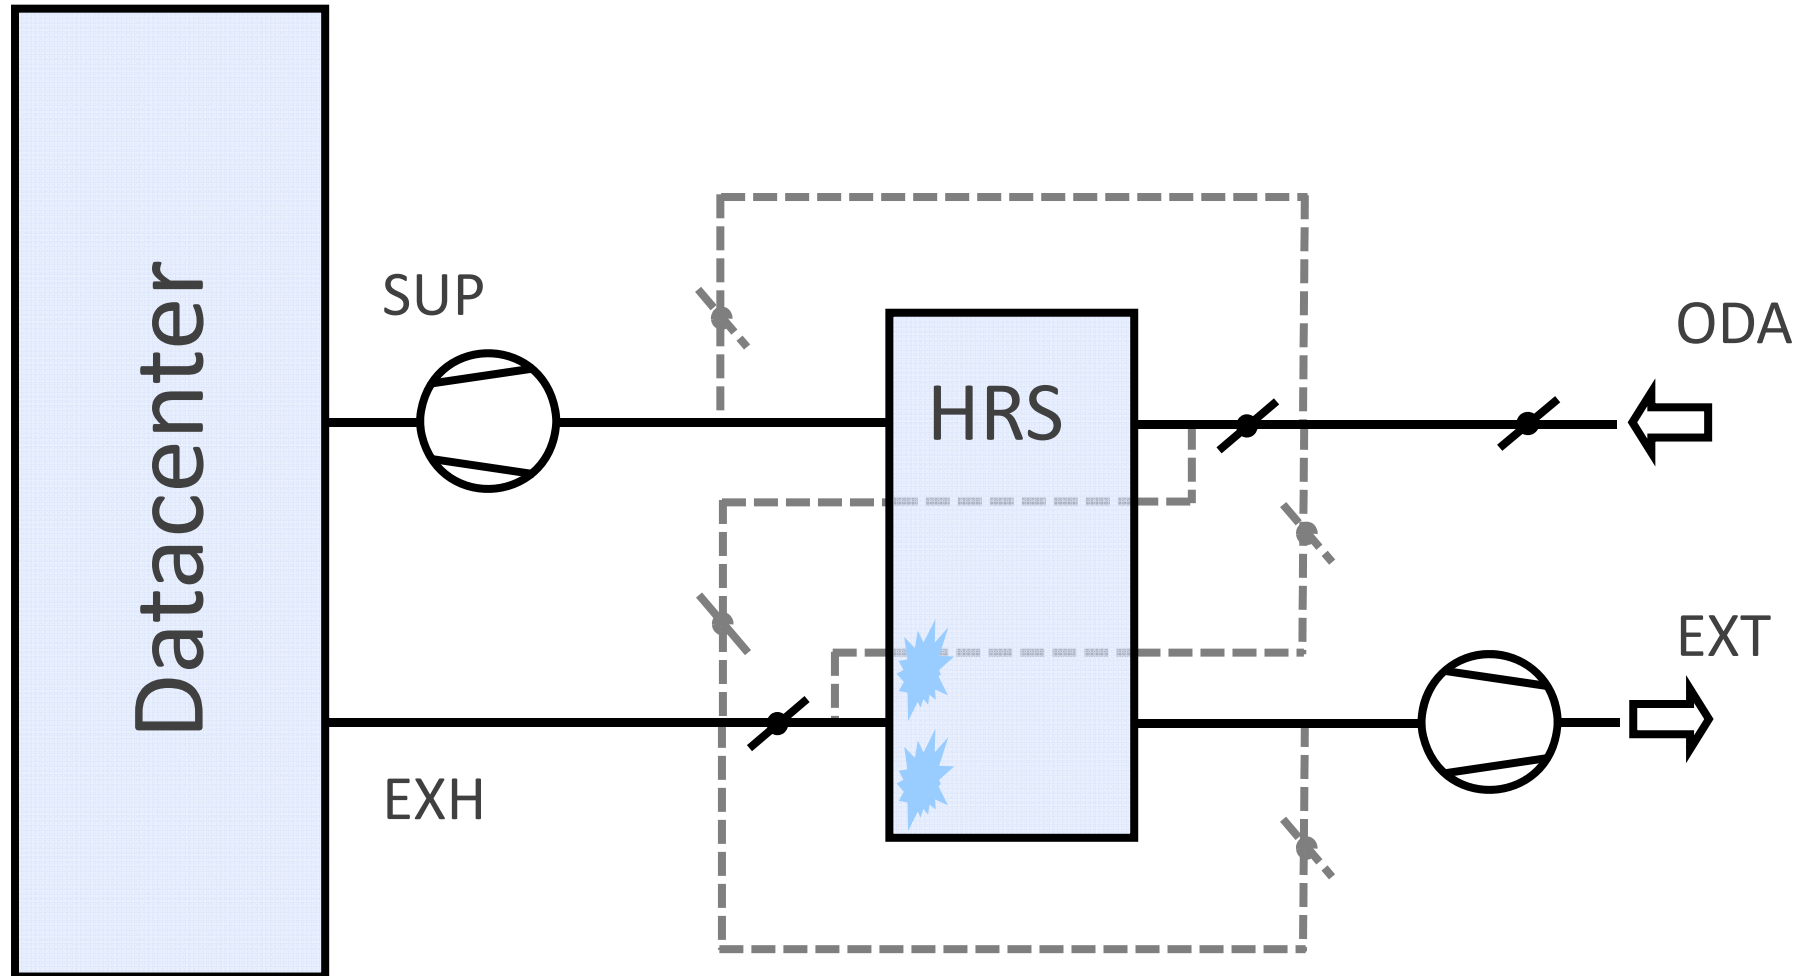 Datacenter
SUP
ODA
HRS
EXT
EXH